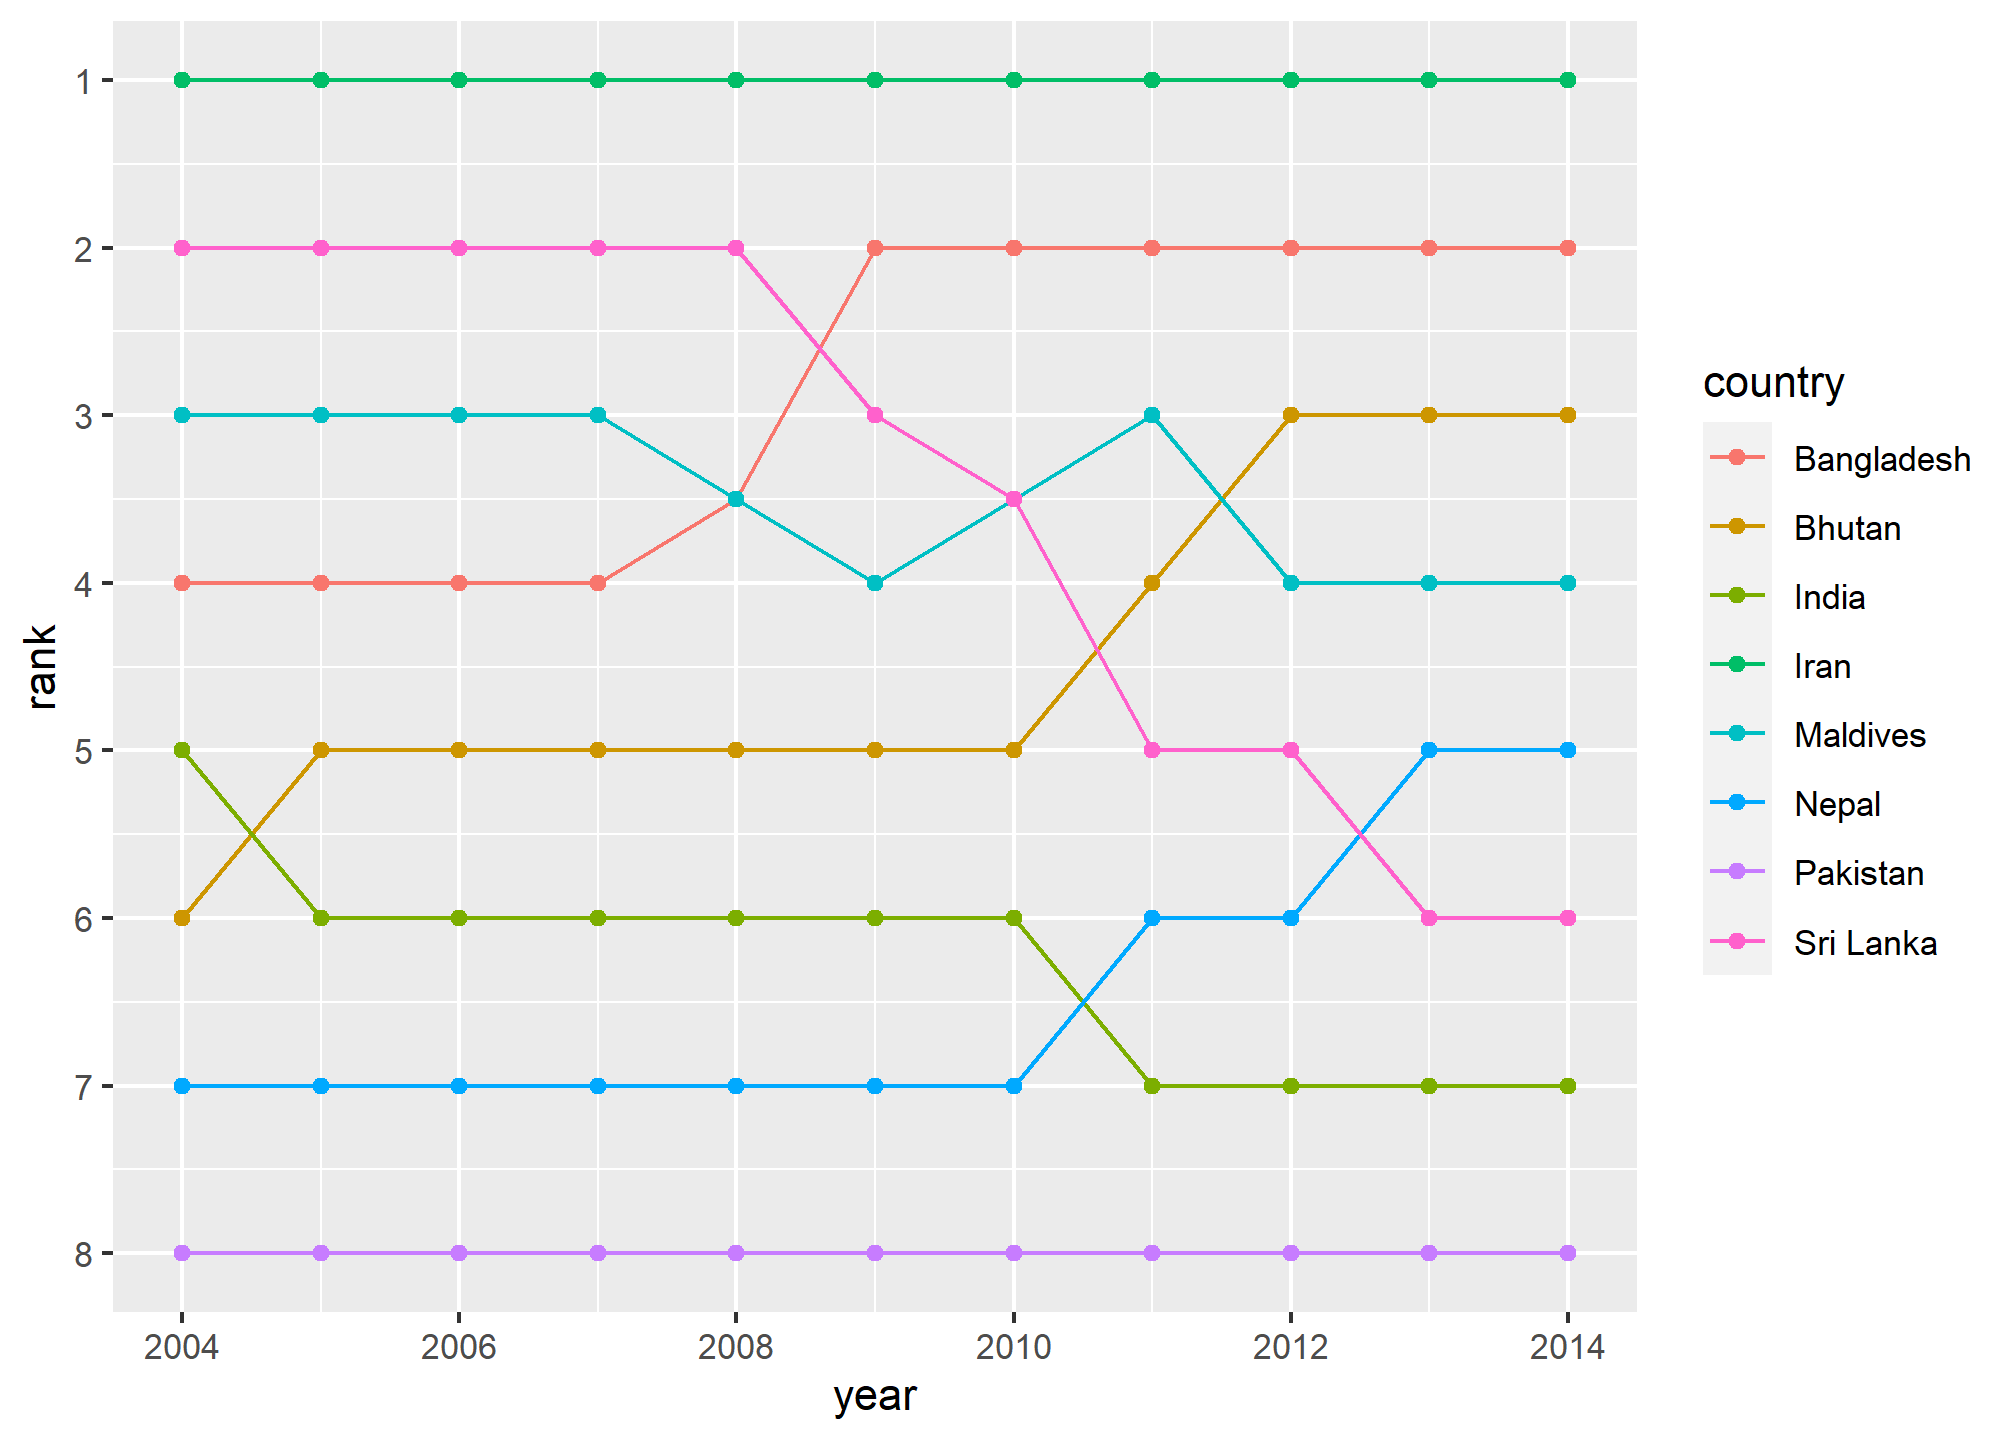 1
2
3
4
5
6
7
8
rank
2004 2006 2008 2010 2012 2014
year
country
Bangladesh
Bhutan
India
Iran
Maldives
Nepal
Pakistan
Sri Lanka